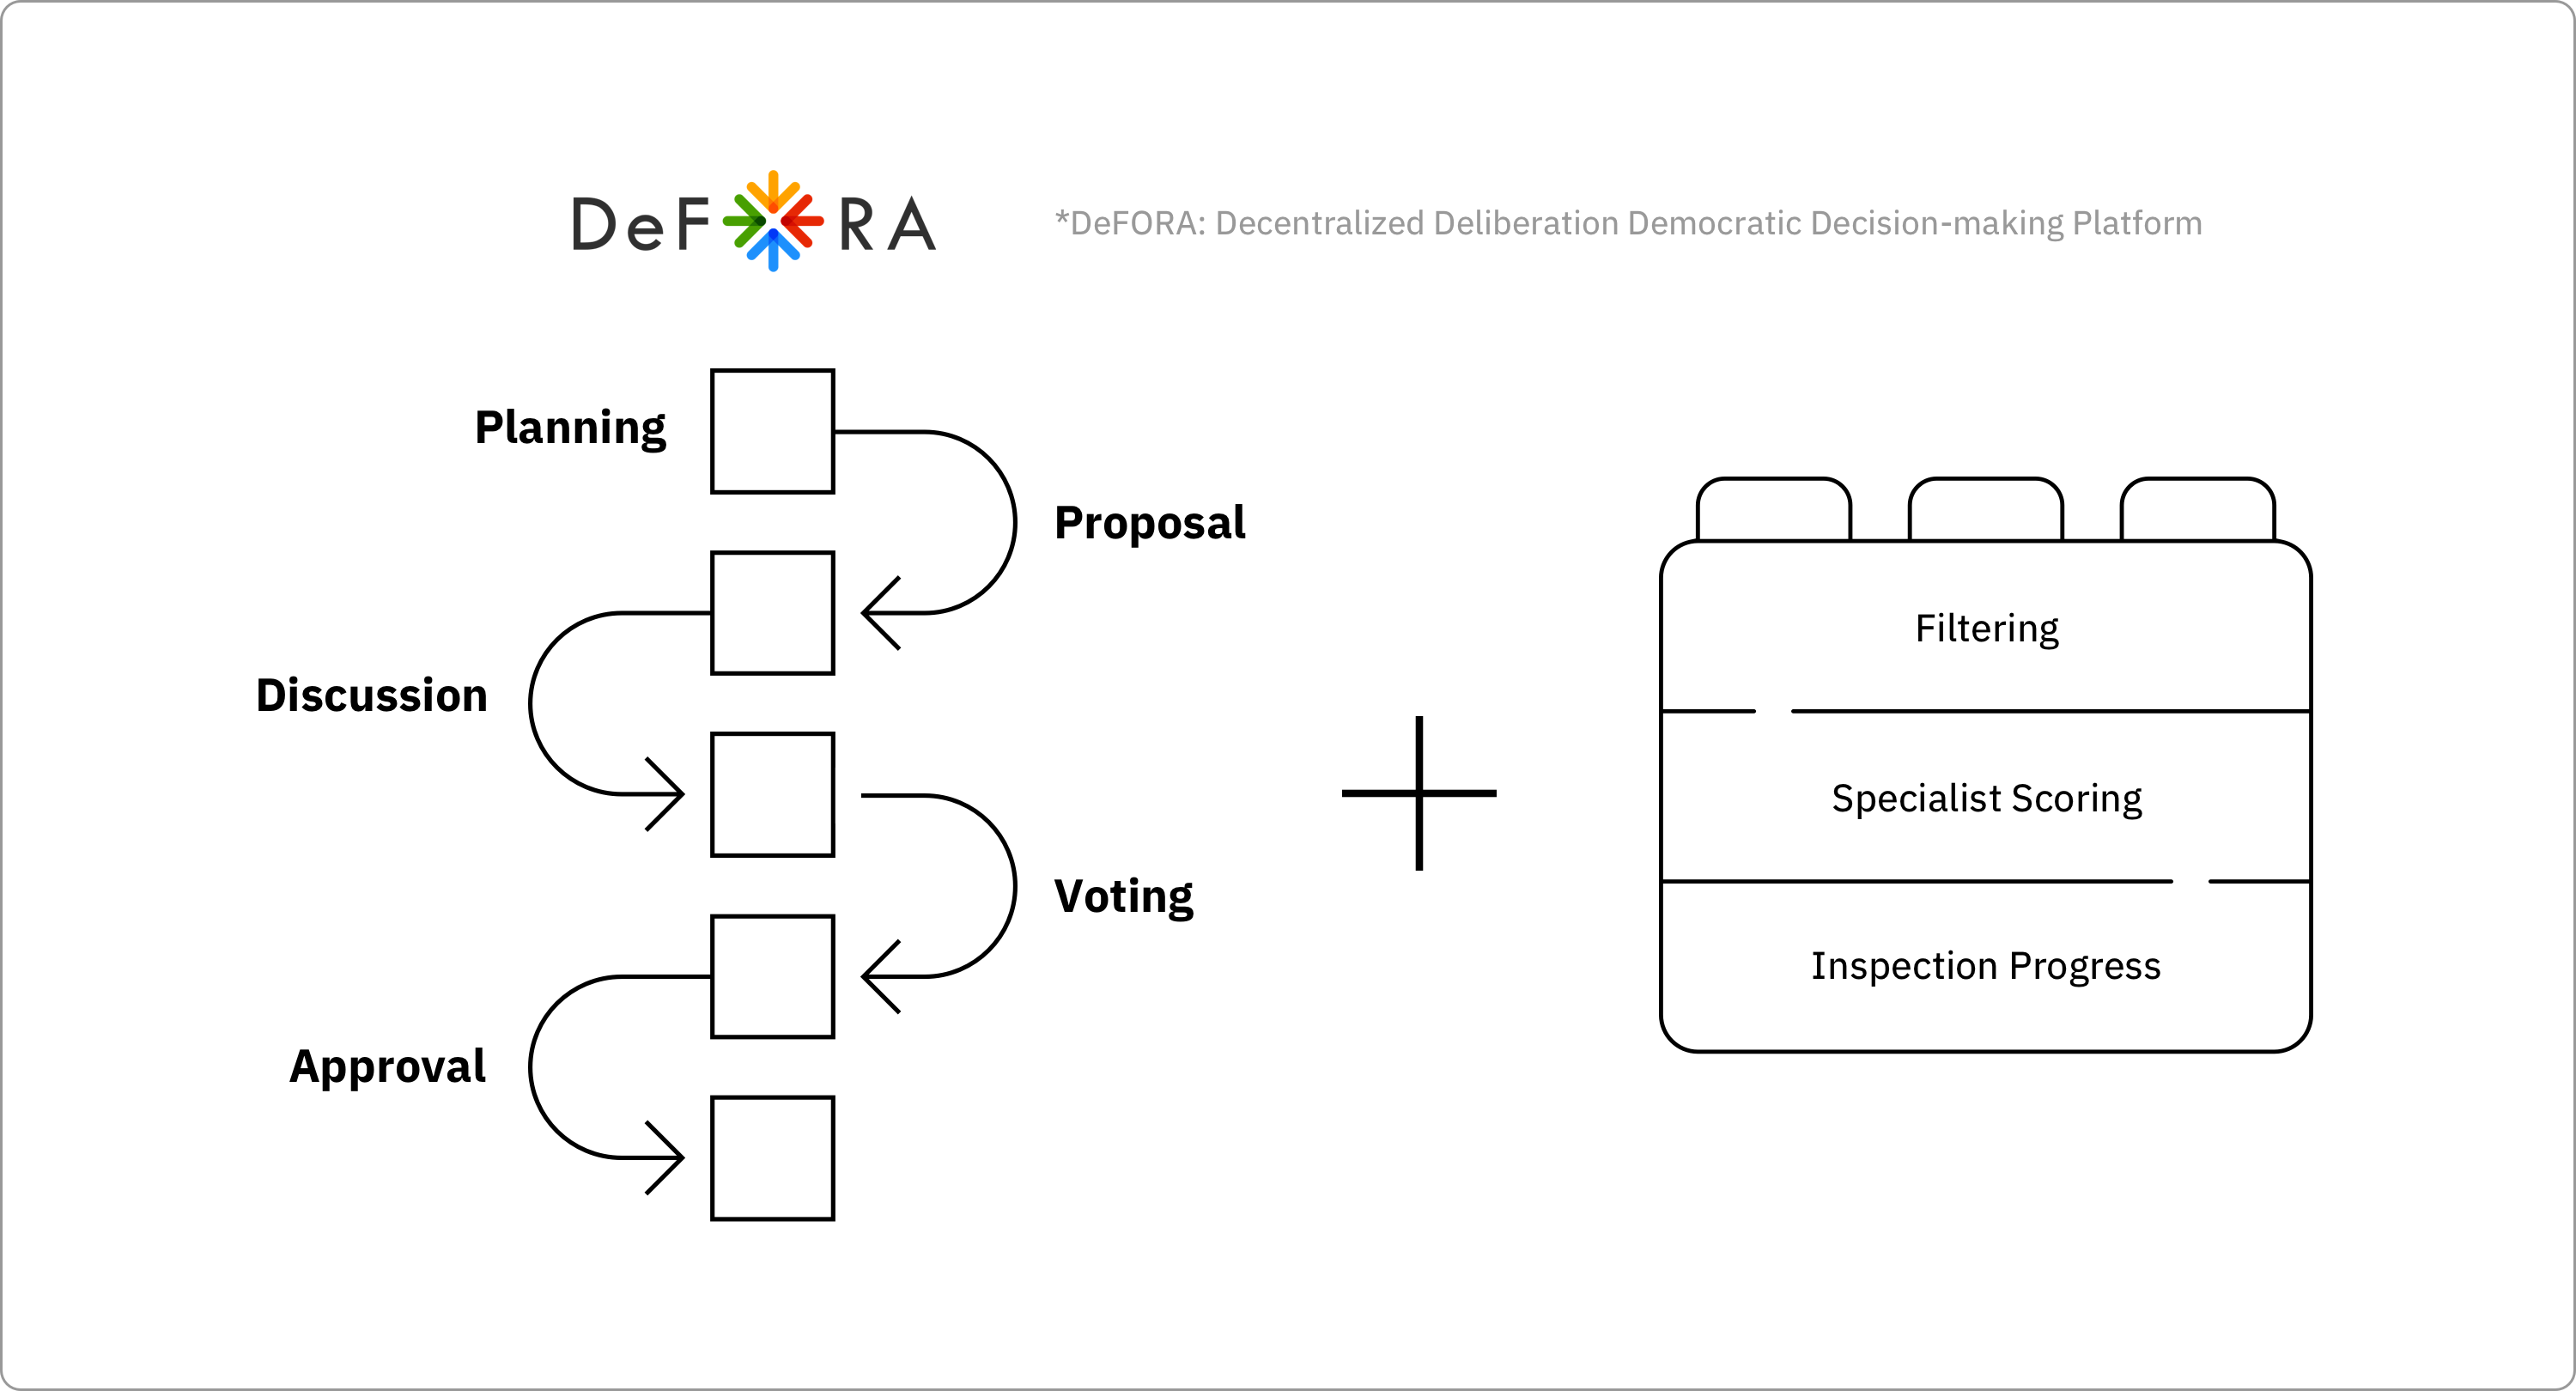 DeFORA
*DeFORA: Decentralized Deliberation Democratic Decision-making Platform
Planning
Proposal
Discussion
Voting
Approval
Filtering
Specialist Scoring
Inspection Progress